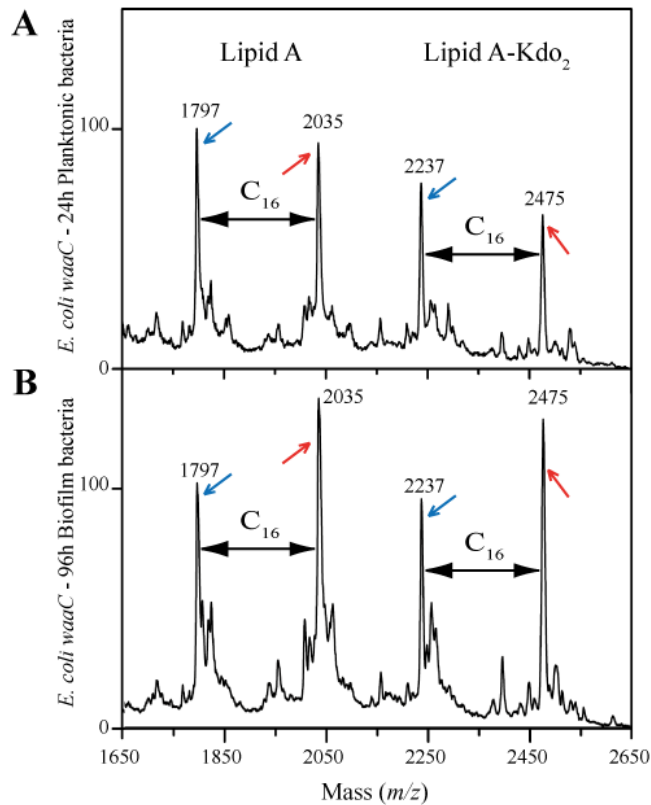 A
Lipid A
Lipid A-Kdo₂
E. coli waaC - 24h Planktonic bacteria
100
0
1797
2035
2237
2475
C₁₆
C₁₆
B
E. coli waaC - 96h Biofilm bacteria
100
0
1797
2035
2237
2475
C₁₆
C₁₆
1650
1850
2050
2250
2450
2650
Mass (m/z)